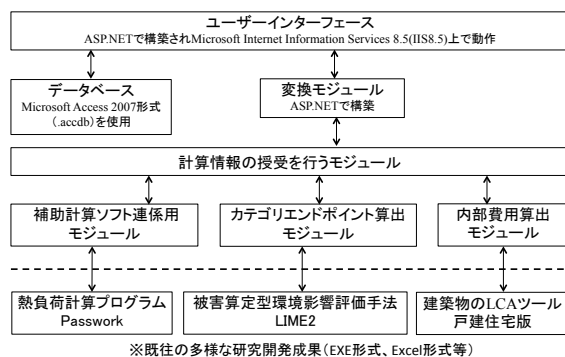 ユーザーインターフェース
ASP.NETで構築されMicrosoft Internet Information Services 8.5(IIS8.5)上で動作
データベース
Microsoft Access 2007形式
(.accdb)を使用
変換モジュール
ASP.NETで構築
計算情報の授受を行うモジュール
補助計算ソフト連係用
モジュール
カテゴリエンドポイント算出
モジュール
内部費用算出
モジュール
熱負荷計算プログラム
Passwork
被害算定型環境影響評価手法
LIME2
建築物のLCAツール
戸建住宅版
※既往の多様な研究開発成果(EXE形式、Excel形式等)